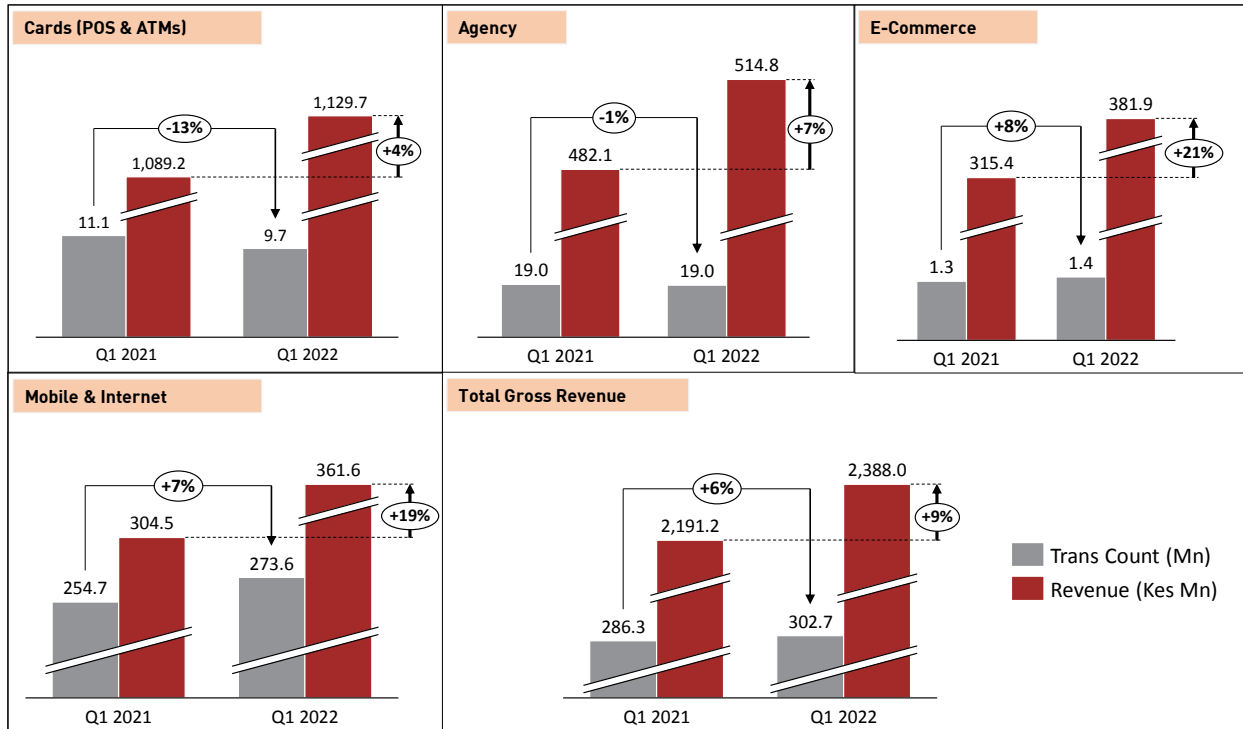 Cards (POS & ATMs)
-13%
1,129.7
+4%
1,089.2
11.1
9.7
Q1 2021
Q1 2022
Agency
514.8
-1%
+7%
482.1
19.0
19.0
Q1 2021
Q1 2022
E-Commerce
381.9
+8%
+21%
315.4
1.3
1.4
Q1 2021
Q1 2022
Mobile & Internet
361.6
+7%
+19%
304.5
254.7
273.6
Q1 2021
Q1 2022
Total Gross Revenue
2,388.0
+6%
+9%
2,191.2
286.3
302.7
Q1 2021
Q1 2022
Trans Count (Mn)
Revenue (Kes Mn)